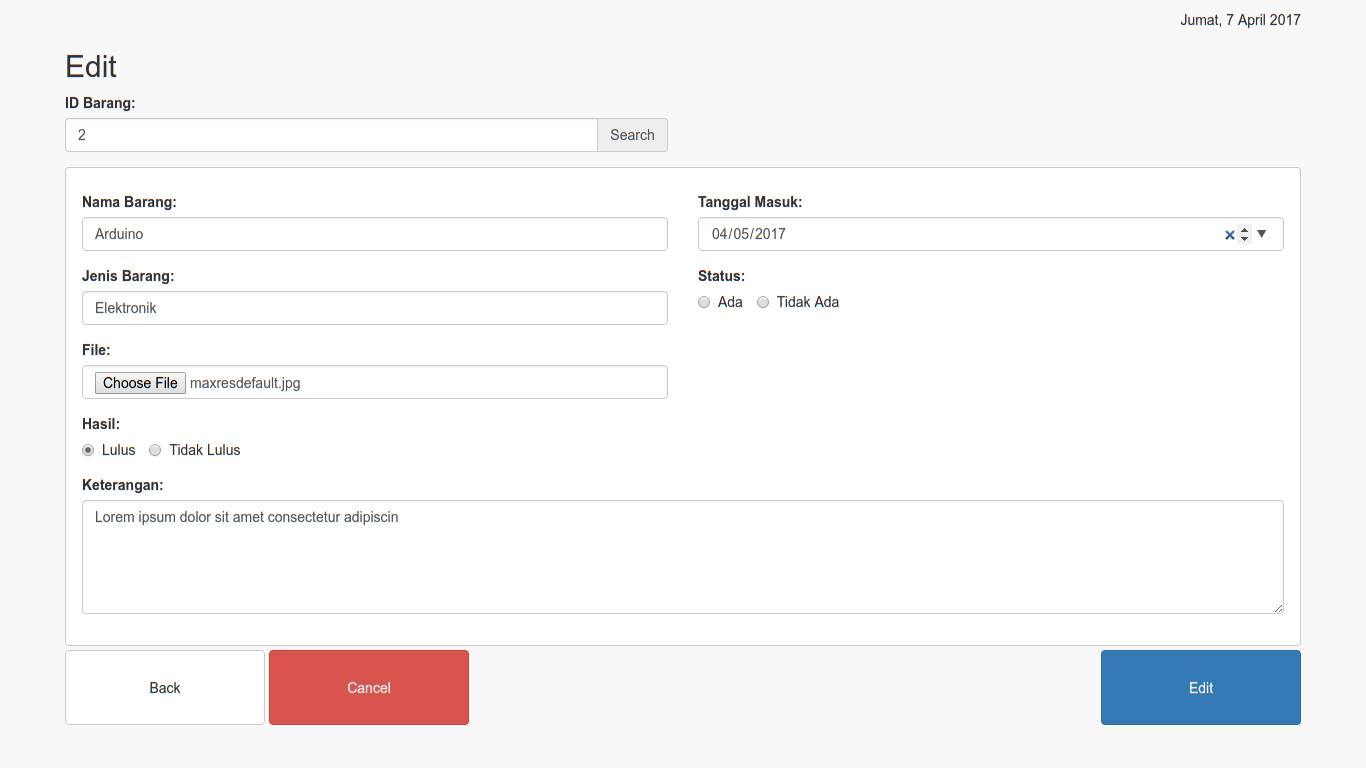 Jumat, 7 April 2017
Edit
ID Barang:
2 Search
Nama Barang:
Arduino
Tanggal Masuk:
04/05/2017
Jenis Barang:
Elektronik
Status:
Ada Tidak Ada
File:
Choose File maxresdefault.jpg
Hasil:
Lulus Tidak Lulus
Keterangan:
Lorem ipsum dolor sit amet consectetur adipiscin
Back Cancel Edit